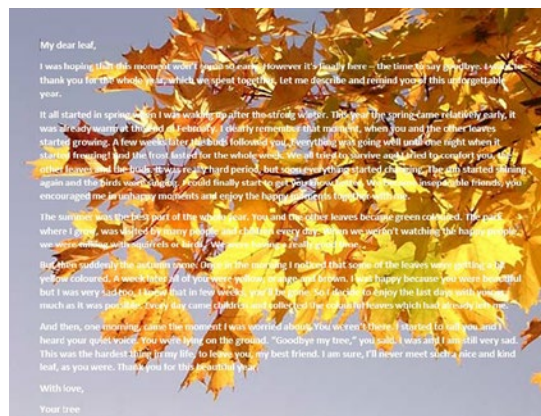 My dear leaf,
I was hoping that this moment won't come so early. However it's finally here – the time to say goodbye. I want to
thank you for the whole year, which we spent together. Let me describe and remind you of this unforgettable
year.
It all started in spring when I was waking up after the strong winter. This year the spring came relatively early, it
was already warm at the end of February. I clearly remember that moment, when you and the other leaves
started growing. A few weeks later the buds followed you. Everything was going well until one night when it
started freezing! and the frost lasted for the whole week. We all tried to survive and I tried to comfort you, the
other leaves and the buds. It was really hard period, but soon everything started changing. The sun started shining
again and the birds were singing. I could finally start to get you know better. We became inseparable friends, you
encouraged me in unhappy moments and enjoy the happy moments together with me.
The summer was the best part of the whole year. You and the other leaves became green coloured. The park
where I grow, was visited by many people and children every day. When we weren't watching the happy people,
we were talking with squirrels or birds. We were having a really good time.
But then suddenly the autumn came. Once in the morning I noticed that some of the leaves were getting a bit
yellow coloured. A week later all of you were yellow, orange and brown. I was happy because you were beautiful
but I was very sad too, I knew that in few weeks, you'll be gone. So I decide to enjoy the last days with you as
much as it was possible. Every day came children and collected the colourful leaves which had already left me.
And then, one morning, came the moment I was worried about. You weren't there. I started to call you and I
heard your quiet voice. You were lying on the ground. "Goodbye my tree," you said. I was and I am still very sad.
This was the hardest thing in my life, to leave you, my best friend. I am sure, I'll never meet such a nice and kind
leaf, as you were. Thank you for this beautiful year.
With love,
Your tree